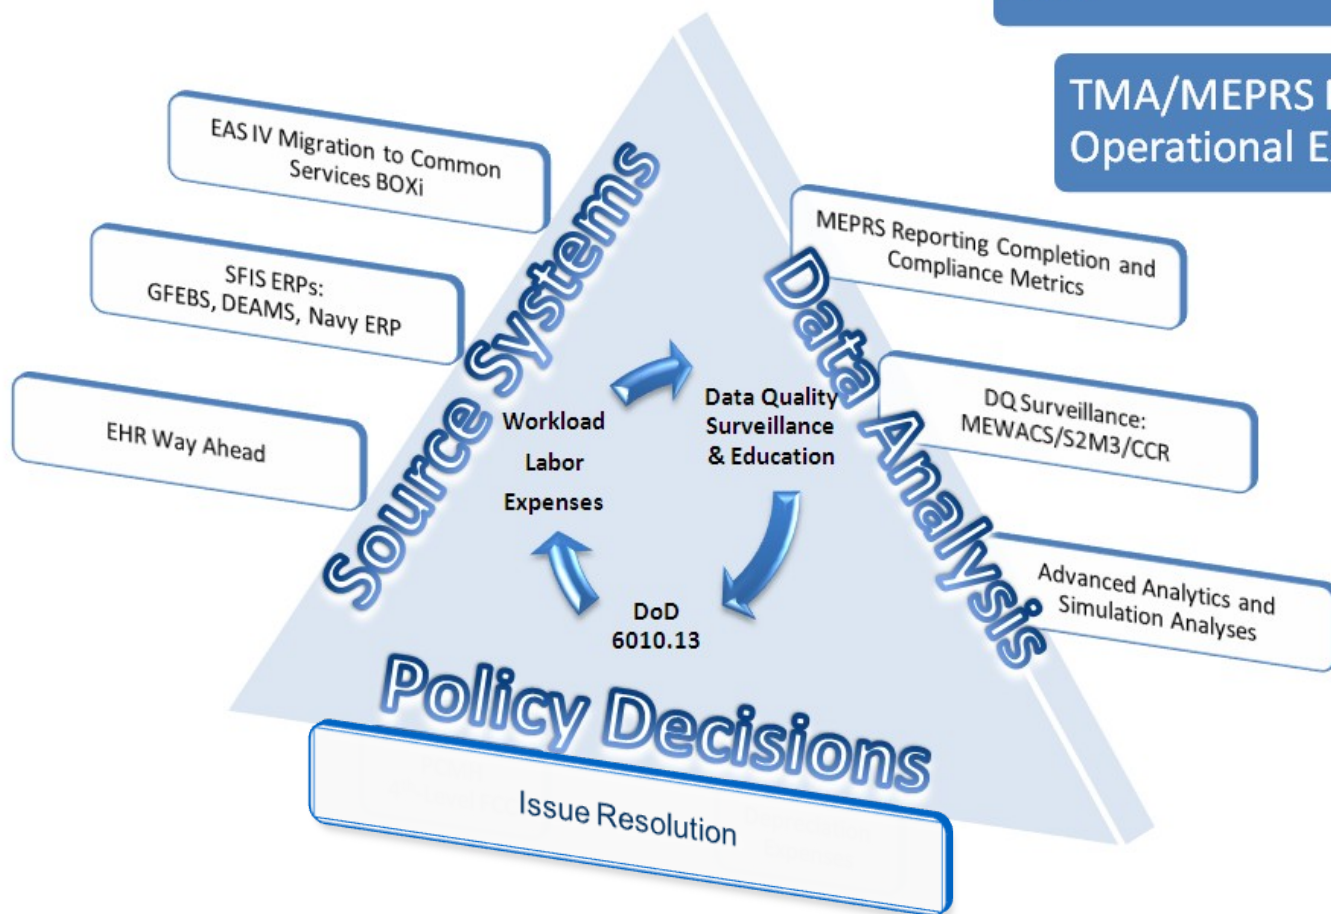 TMA/MEPRS
Operational
EAS IV Migration to Common
Services BOXi
SFIS ERPs:
GFEBS, DEAMS, Navy ERP
EHR Way Ahead
Source Systems
MEPRS Reporting Completion and
Compliance Metrics
DQ Surveillance:
MEWACS/S2M3/CCR
Advanced Analytics and
Simulation Analyses
Data Analysis
Workload
Labor
Expenses
Data Quality
Surveillance
& Education
DoD
6010.13
Policy Decisions
Issue Resolution